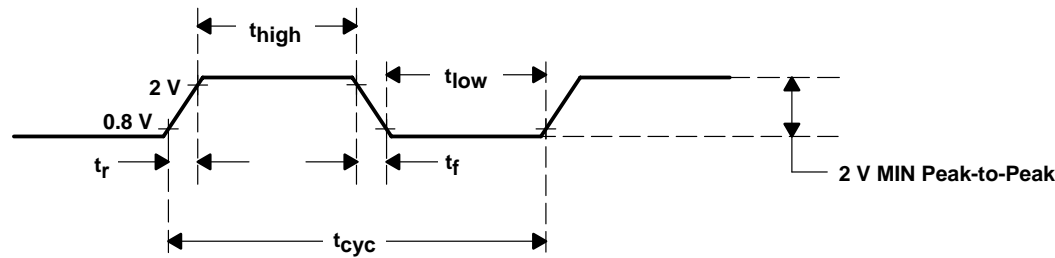 thigh
tlow
2 V
0.8 V
tr
tf
2 V MIN Peak-to-Peak
tcyc